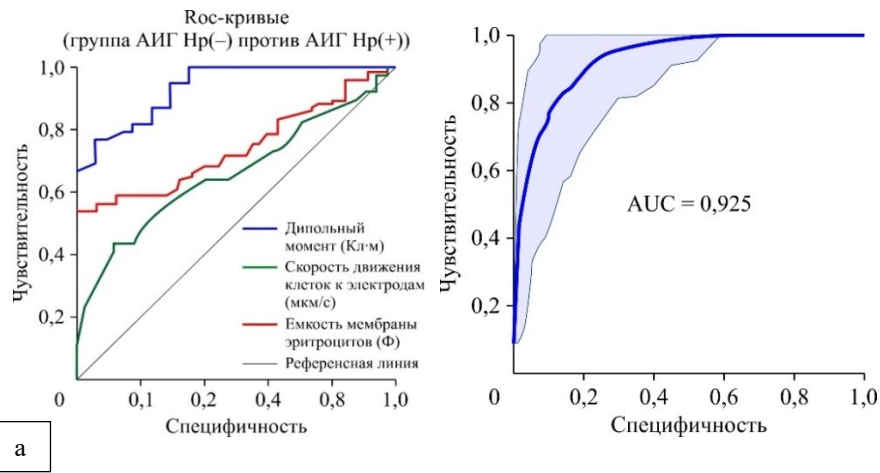 Roc-кривые
(группа АИГ Нр(–) против АИГ Нр(+))
1,0
0,8
0,6
0,4
0,2
0
0,1
0,2
0,4
0,8
1,0
Чувствительность
Специфичность
Дипольный
момент (Кл·м)
Скорость движения
клеток к электродам
(мкм/с)
Емкость мембраны
эритроцитов (Ф)
Референсная линия
а
1,0
0,8
0,6
0,4
0,2
0
0,2
0,4
0,6
0,8
1,0
Чувствительность
Специфичность
AUC = 0,925